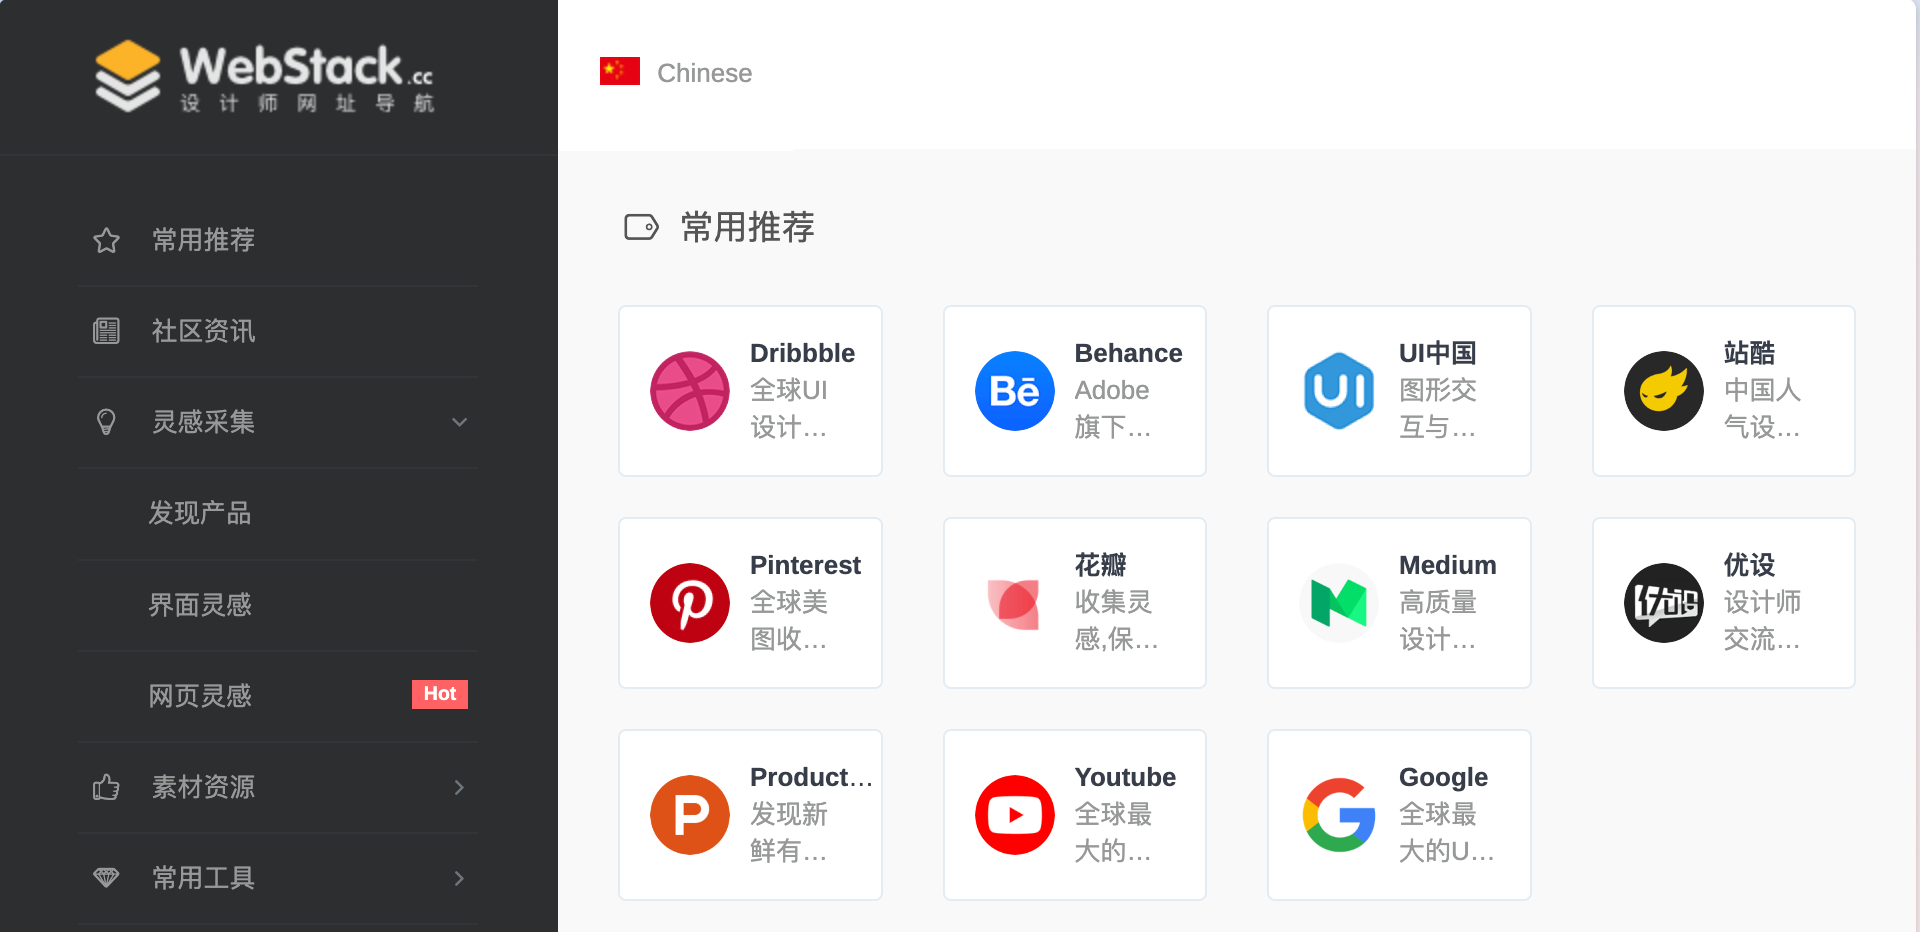 WebStack.cc
设计师网址导航
常用推荐
社区资讯
灵感采集
发现产品
界面灵感
网页灵感
Hot
素材资源
常用工具
Chinese
常用推荐
Dribbble
全球UI
设计...
Bē
Behance
Adobe
旗下...
UI
UI中国
图形交
互与...
站酷
中国人
气设...
Pinterest
全球美
图收...
花瓣
收集灵
感,保...
Medium
高质量
设计...
优设
优设
设计师
交流...
P
Product...
发现新
鲜有...
Youtube
全球最
大的...
Google
全球最
大的U...